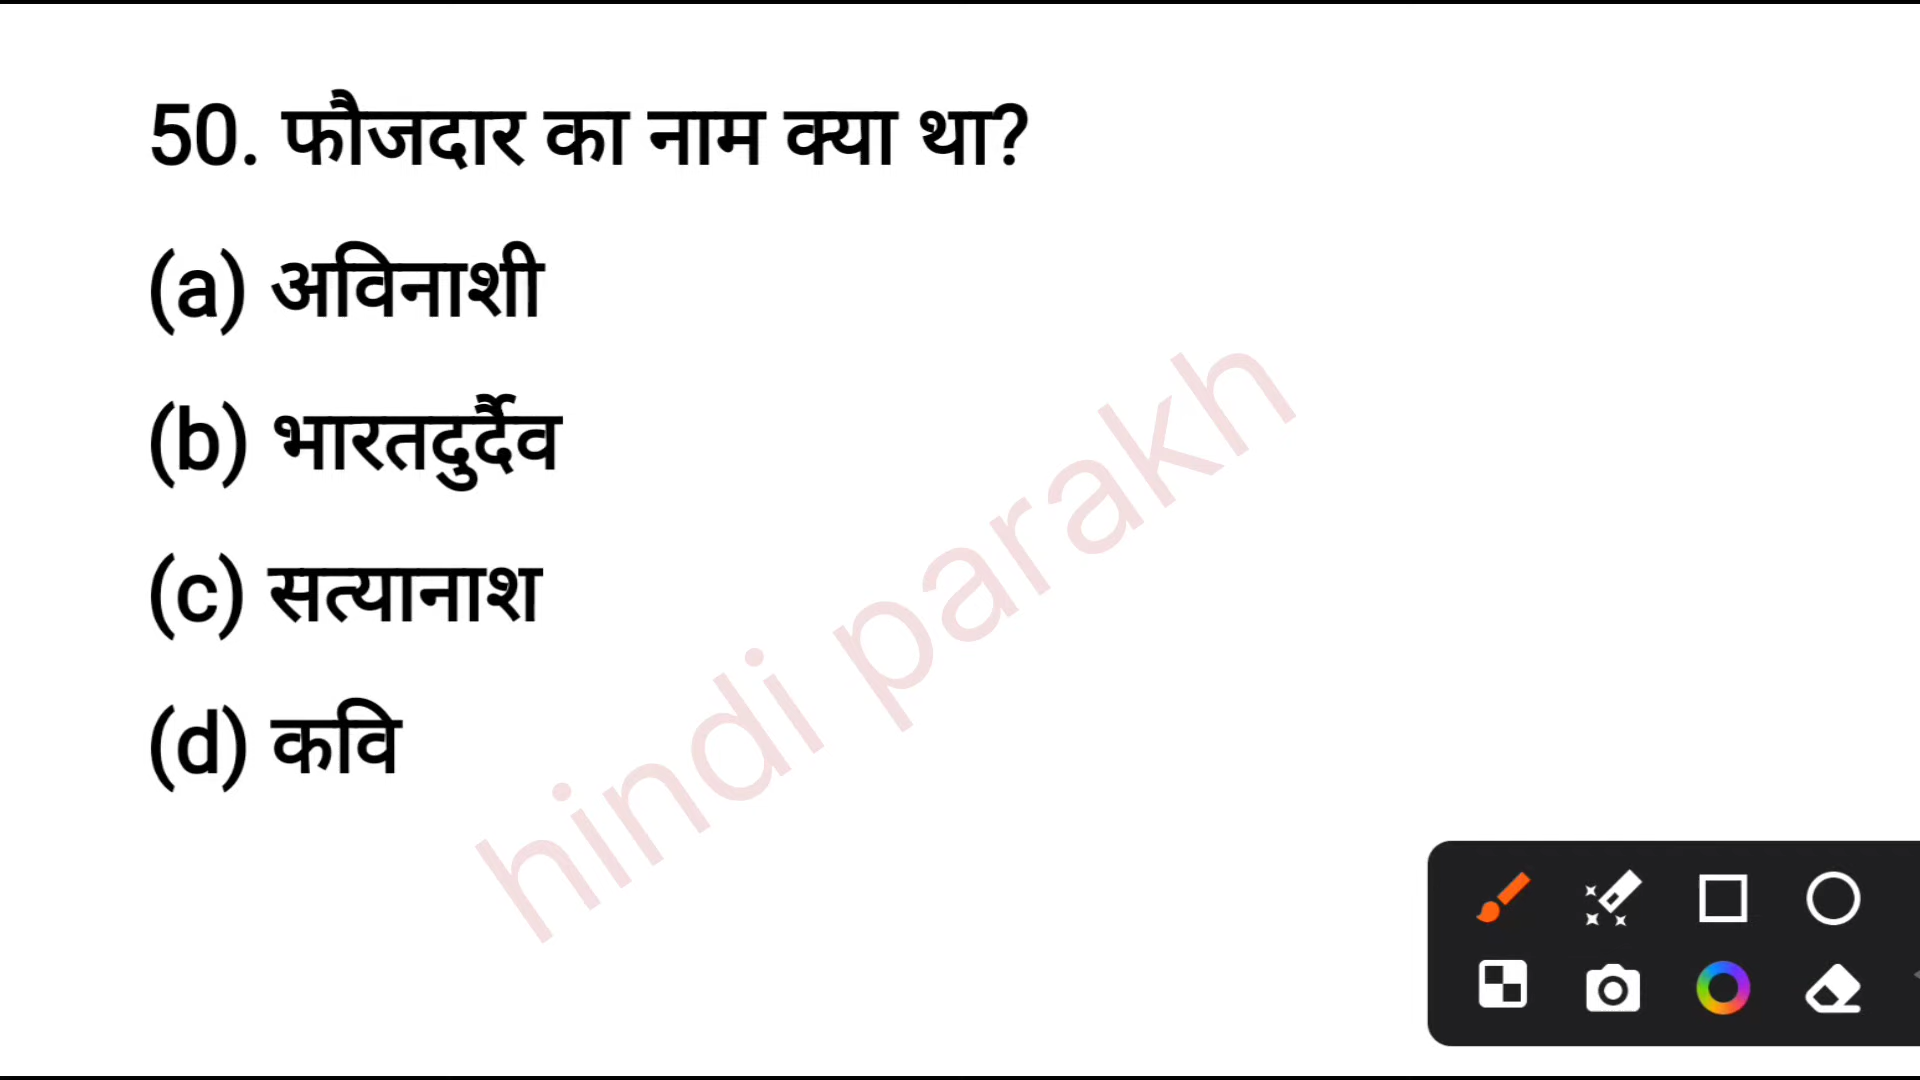 50. फौजदार का नाम क्या था?
(a) अविनाशी
(b) भारतदुर्दैव
(c) सत्यानाश
(d) कवि
hindi parakh